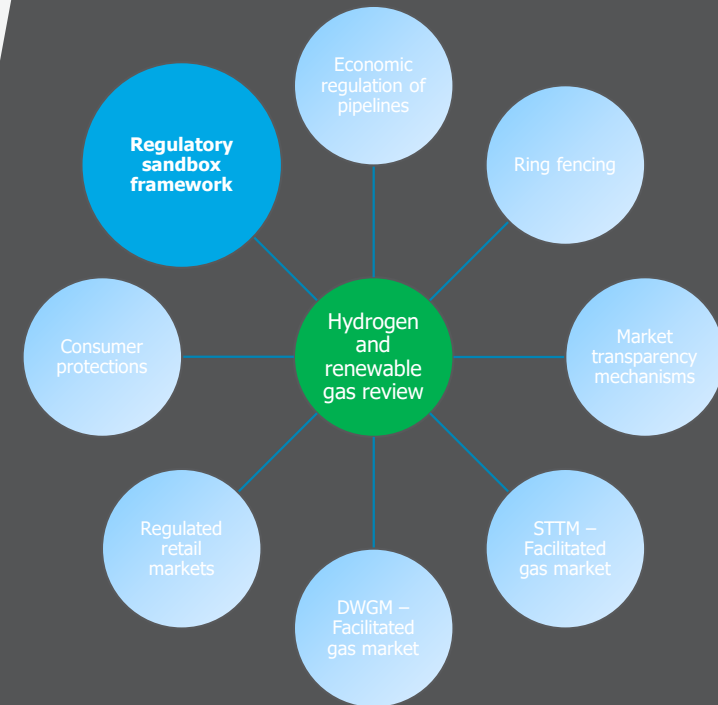 Economic
regulation of
pipelines
Regulatory
sandbox
framework
Ring fencing
Hydrogen
and
renewable
gas review
Consumer
protections
Market
transparency
mechanisms
Regulated
retail
markets
STTM –
Facilitated
gas market
DWGM –
Facilitated
gas market